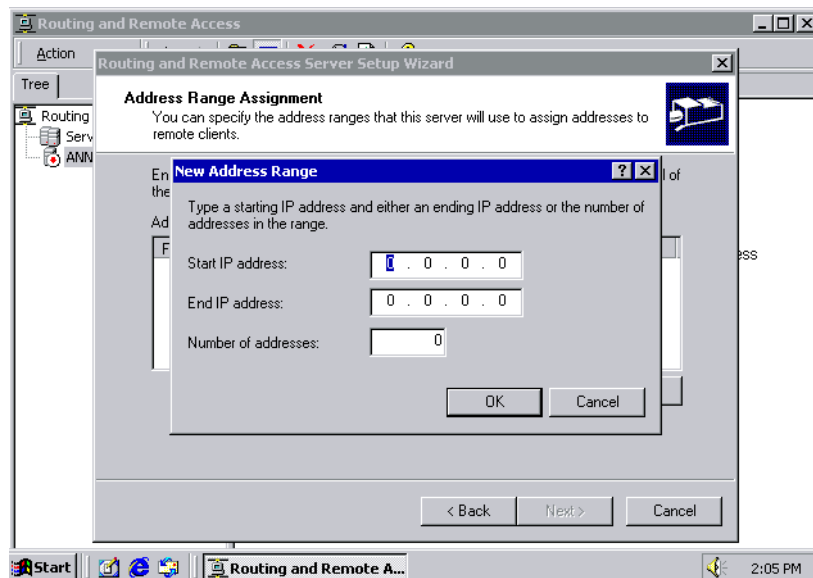 Routing and Remote Access
Action
Routing and Remote Access Server Setup Wizard
Tree
Address Range Assignment
You can specify the address ranges that this server will use to assign addresses to
remote clients.
Routing
Serv
ANN
En
l of
the
New Address Range
Type a starting IP address and either an ending IP address or the number of
addresses in the range.
Ad
F
ess
Start IP address: 0 . 0 . 0 . 0
End IP address: 0 . 0 . 0 . 0
Number of addresses: 0
OK Cancel
< Back Next > Cancel
Start Routing and Remote A... 2:05 PM